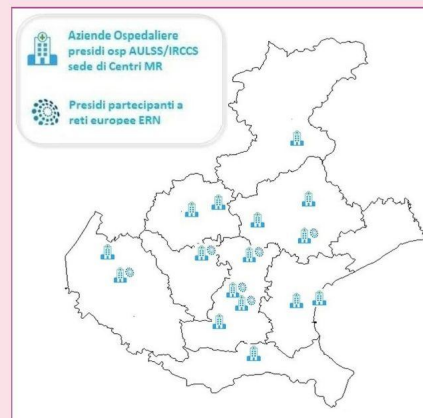 Aziende Ospedaliere
presidi osp AULSS/IRCCS
sede di Centri MR
Presidi partecipanti a
reti europee ERN